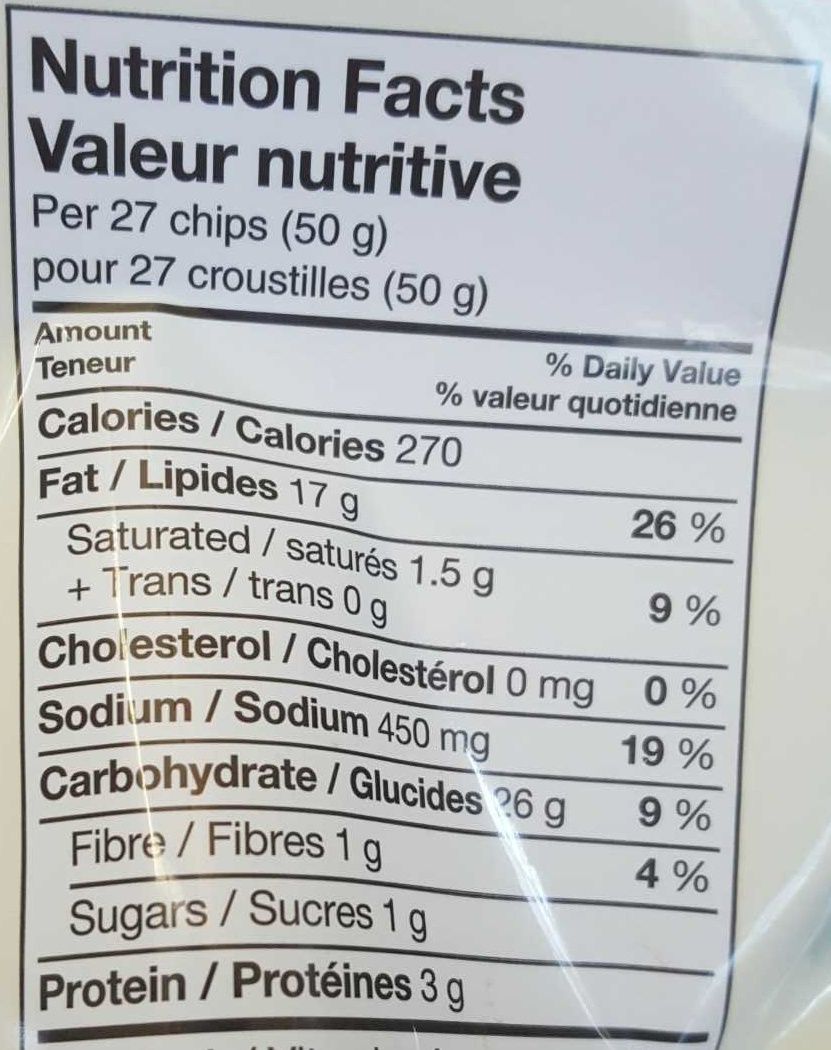 Nutrition Facts
Valeur nutritive
Per 27 chips (50 g)
pour 27 croustilles (50 g)
Amount
Teneur
% Daily Value
% valeur quotidienne
Calories / Calories 270
Fat / Lipides 17 g 26 %
Saturated / saturés 1.5 g
+ Trans / trans 0 g 9 %
Cholesterol / Cholestérol 0 mg 0 %
Sodium / Sodium 450 mg 19 %
Carbohydrate / Glucides 26 g 9 %
Fibre / Fibres 1 g 4 %
Sugars / Sucres 1 g
Protein / Protéines 3 g